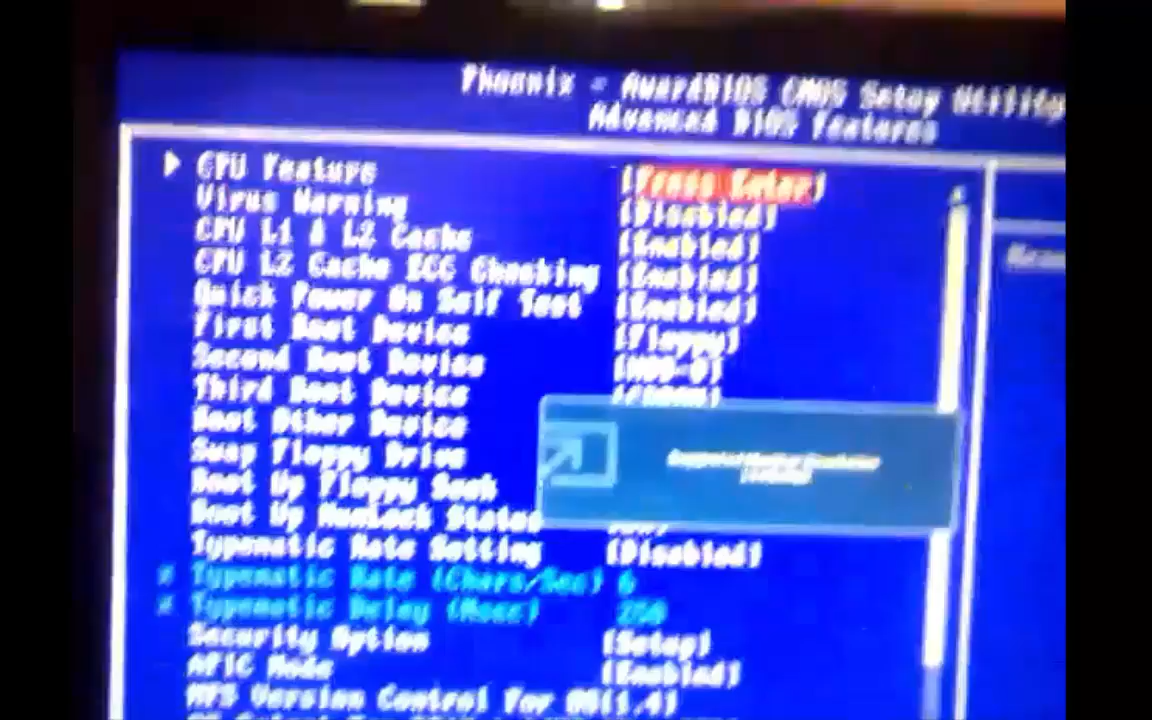 Phoenix - AwardBIOS CMOS Setup Utility
Advanced BIOS Features
CPU Feature [Press Enter]
Virus Warning [Disabled]
CPU L1 & L2 Cache [Enabled]
CPU L2 Cache ECC Checking [Enabled]
Quick Power On Self Test [Enabled]
First Boot Device [Floppy]
Second Boot Device [HDD-0]
Third Boot Device [CDROM]
Boot Other Device
Swap Floppy Drive
Boot Up Floppy Seek
Boot Up NumLock Status
Typematic Rate Setting [Disabled]
x Typematic Rate (Chars/Sec) 6
x Typematic Delay (Msec) 250
Security Option [Setup]
APIC Mode [Enabled]
MPS Version Control For OS[1.4]